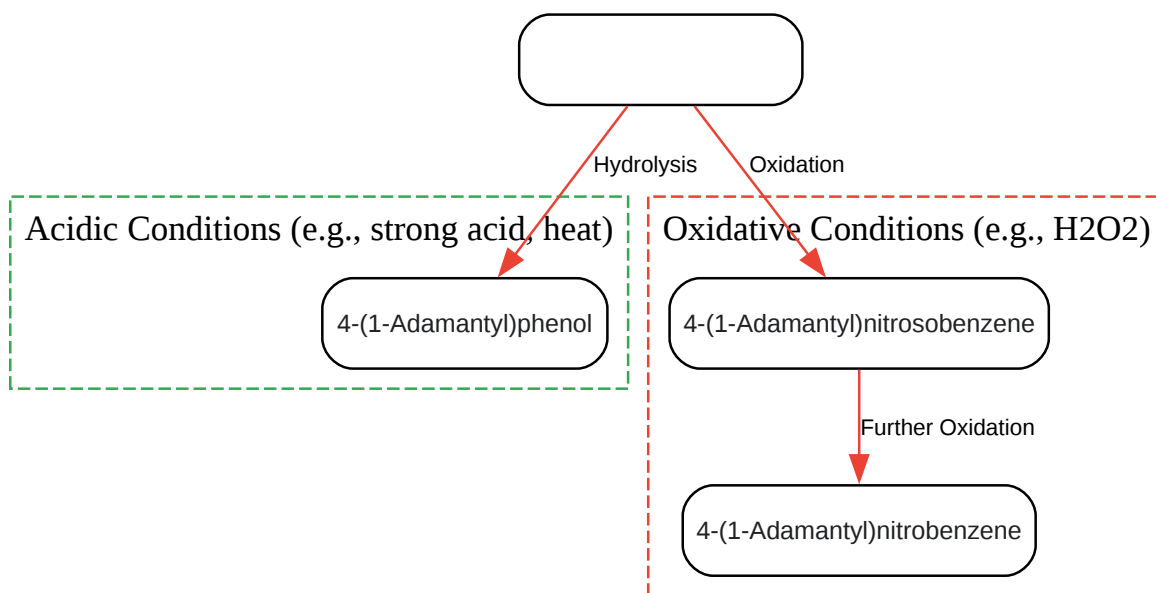 Hydrolysis
Oxidation
Acidic Conditions (e.g., strong acid, heat)
Oxidative Conditions (e.g., H2O2)
4-(1-Adamantyl)phenol
4-(1-Adamantyl)nitrosobenzene
Further Oxidation
4-(1-Adamantyl)nitrobenzene